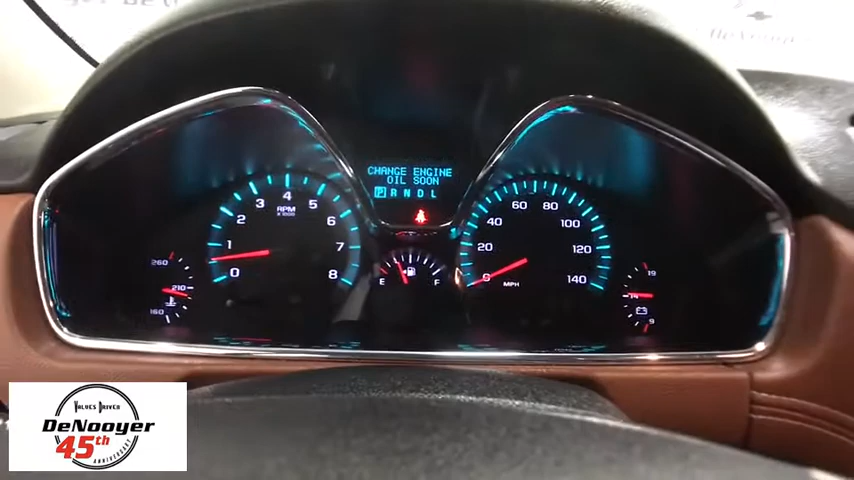 CHANGE ENGINE
OIL SOON
P R N D L
RPM
x1000
0 1 2 3 4 5 6 7 8
MPH
0 20 40 60 80 100 120 140
260
210
160
E F
19
14
9
VALUES DRIVEN
DeNooyer
45th
ANNIVERSARY